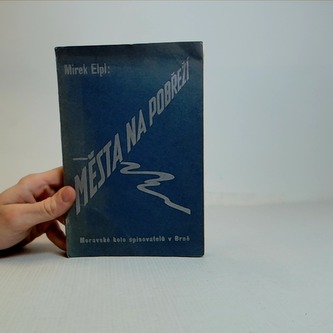 Mirek Elpl:
MĚSTA NA POBŘEŽÍ
Moravské kolo spisovatelů v Brně